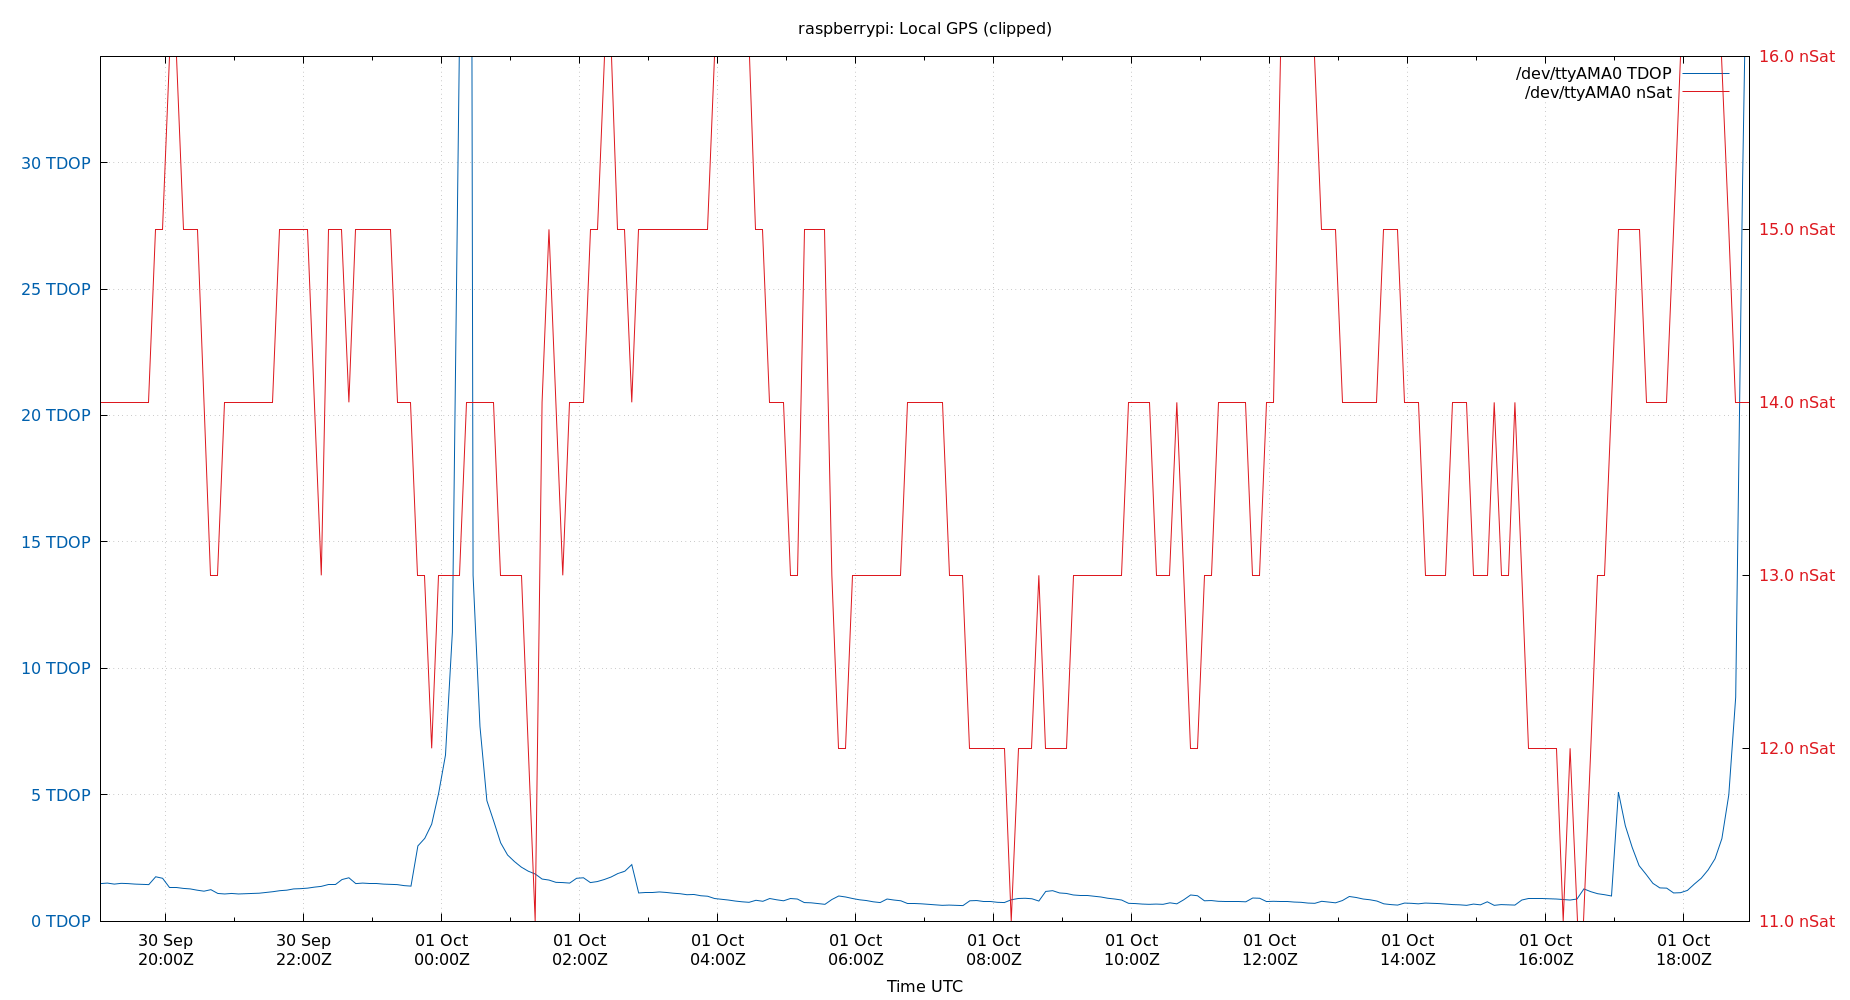 raspberrypi: Local GPS (clipped)
16.0 nSat
/dev/ttyAMA0 TDOP
/dev/ttyAMA0 nSat
30 TDOP
15.0 nSat
25 TDOP
14.0 nSat
20 TDOP
15 TDOP
13.0 nSat
10 TDOP
12.0 nSat
5 TDOP
0 TDOP
11.0 nSat
30 Sep 30 Sep 01 Oct 01 Oct 01 Oct 01 Oct 01 Oct 01 Oct 01 Oct 01 Oct 01 Oct 01 Oct
20:00Z 22:00Z 00:00Z 02:00Z 04:00Z 06:00Z 08:00Z 10:00Z 12:00Z 14:00Z 16:00Z 18:00Z
Time UTC